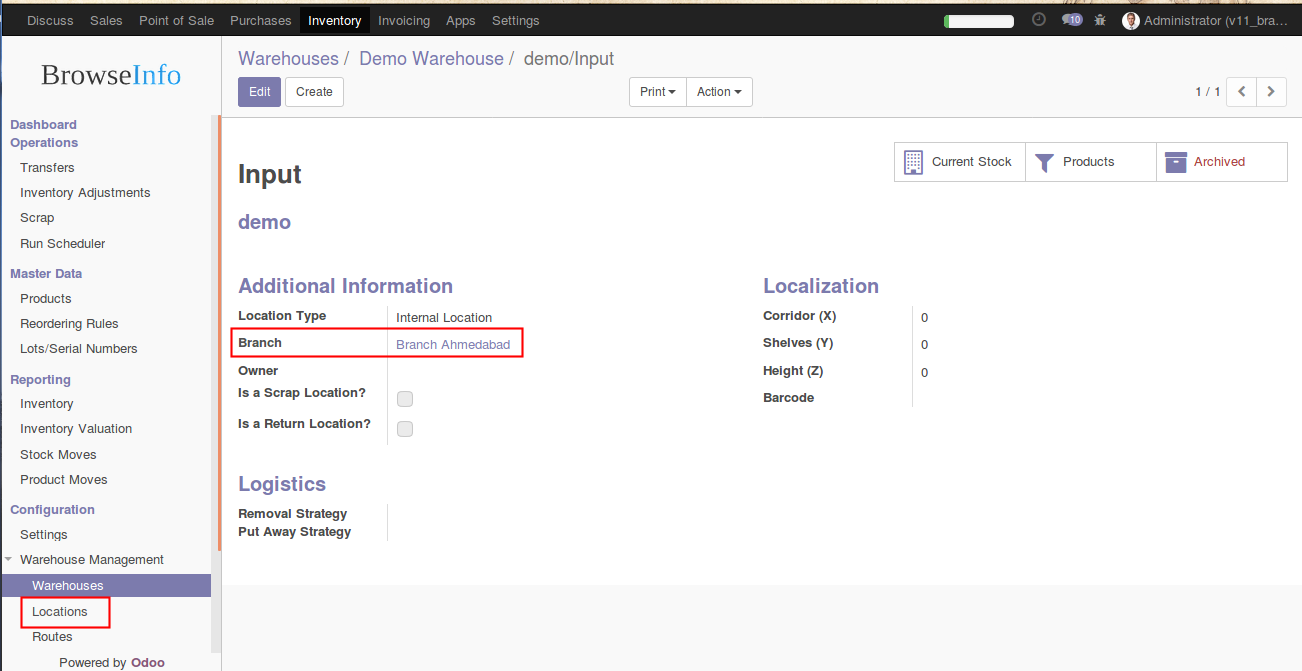 Discuss Sales Point of Sale Purchases Inventory Invoicing Apps Settings 10 Administrator (v11_bra...
BrowseInfo
Warehouses / Demo Warehouse / demo/Input
Edit Create Print Action 1 / 1
Dashboard
Operations
Transfers
Inventory Adjustments
Scrap
Run Scheduler
Master Data
Products
Reordering Rules
Lots/Serial Numbers
Reporting
Inventory
Inventory Valuation
Stock Moves
Product Moves
Configuration
Settings
Warehouse Management
Warehouses
Locations
Routes
Powered by Odoo
Current Stock Products Archived
Input
demo
Additional Information
Location Type Internal Location
Branch Branch Ahmedabad
Owner
Is a Scrap Location?
Is a Return Location?
Localization
Corridor (X) 0
Shelves (Y) 0
Height (Z) 0
Barcode
Logistics
Removal Strategy
Put Away Strategy